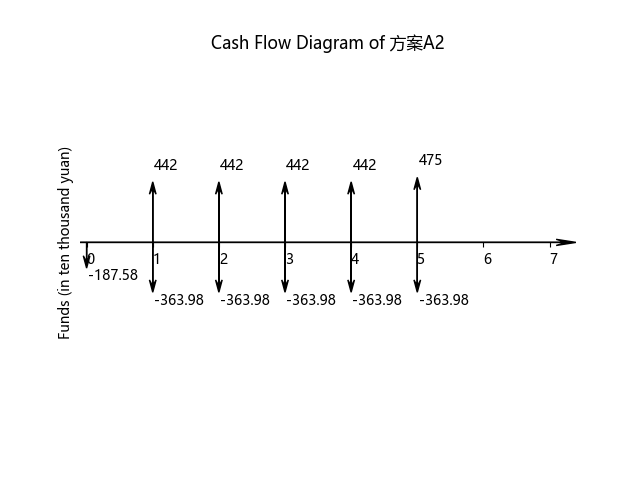 Cash Flow Diagram of 方案A2
Funds (in ten thousand yuan)
442 442 442 442 475
0 1 2 3 4 5 6 7
-187.58
-363.98 -363.98 -363.98 -363.98 -363.98